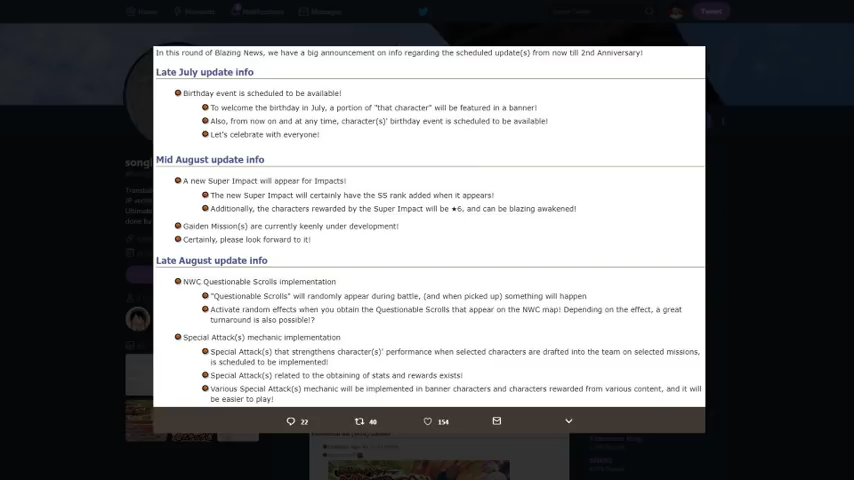 Home
Moments
Notifications
Messages
Tweet
In this round of Blazing News, we have a big announcement on info regarding the scheduled update(s) from now till 2nd Anniversary!
Late July update info
Birthday event is scheduled to be available!
To welcome the birthday in July, a portion of "that character" will be featured in a banner!
Also, from now on and at any time, character(s)' birthday event is scheduled to be available!
Let's celebrate with everyone!
Mid August update info
A new Super Impact will appear for Impacts!
The new Super Impact will certainly have the SS rank added when it appears!
Additionally, the characters rewarded by the Super Impact will be ★6, and can be blazing awakened!
Gaiden Mission(s) are currently keenly under development!
Certainly, please look forward to it!
Late August update info
NWC Questionable Scrolls implementation
"Questionable Scrolls" will randomly appear during battle, (and when picked up) something will happen
Activate random effects when you obtain the Questionable Scrolls that appear on the NWC map! Depending on the effect, a great
turnaround is also possible!?
Special Attack(s) mechanic implementation
Special Attack(s) that strengthens character(s)' performance when selected characters are drafted into the team on selected missions,
is scheduled to be implemented!
Special Attack(s) related to the obtaining of stats and rewards exists!
Various Special Attack(s) mechanic will be implemented in banner characters and characters rewarded from various content, and it will
be easier to play!
22 40 154